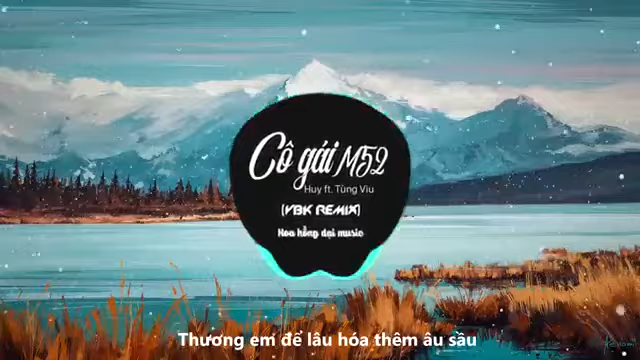 Cô gái M52
Huy ft. Tùng Viu
(VBK REMIX)
Hoa hồng dại music
Thương em để lâu hóa thêm âu sầu